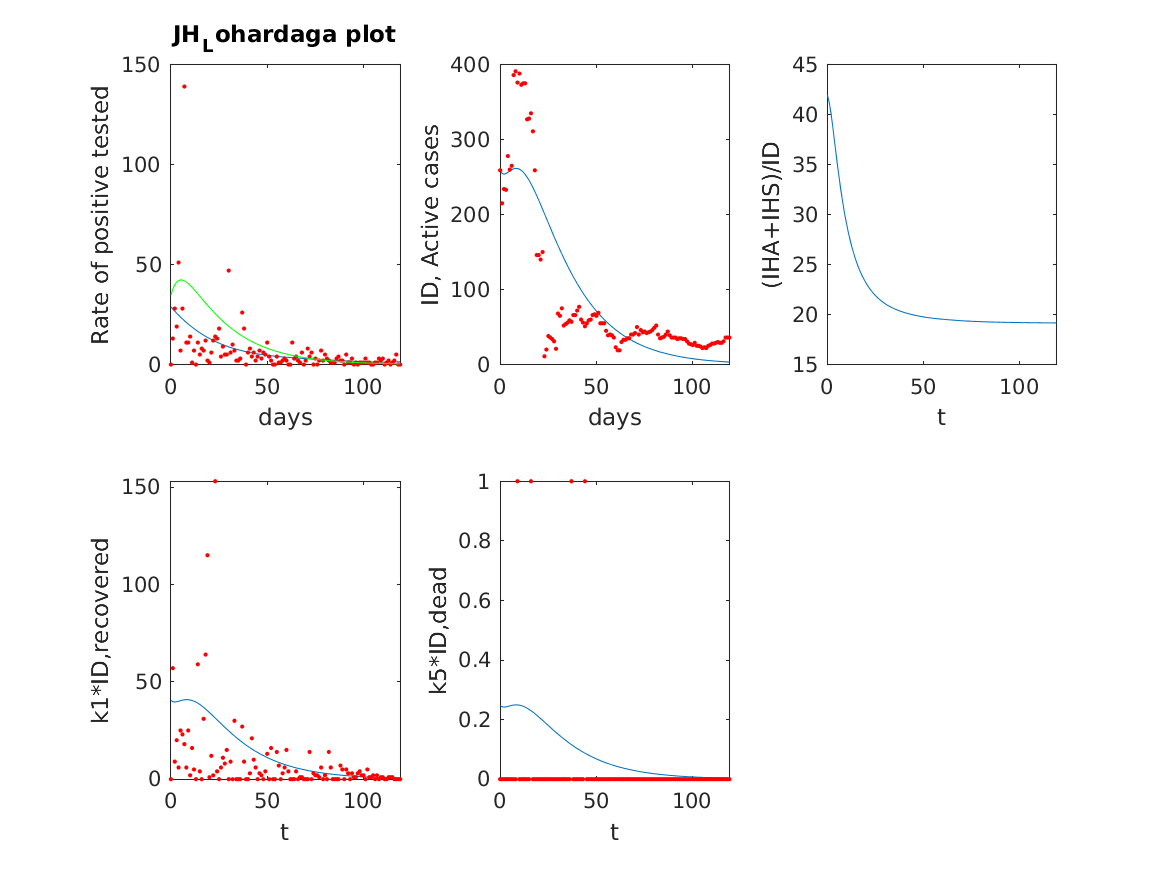 JH_Lohardaga plot
150
100
50
0
0 50 100
Rate of positive tested
days
400
300
200
100
0
0 50 100
ID, Active cases
days
45
40
35
30
25
20
15
0 50 100
(IHA+IHS)/ID
t
150
100
50
0
0 50 100
k1*ID,recovered
t
1
0.8
0.6
0.4
0.2
0
0 50 100
k5*ID,dead
t